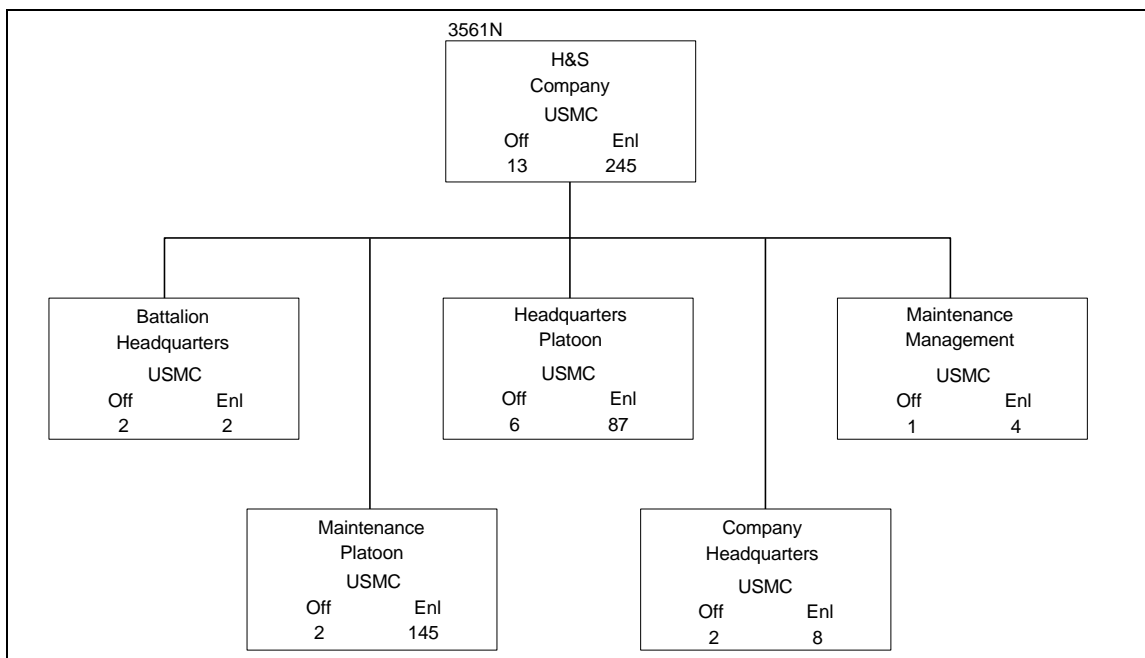 3561N
H&S
Company
USMC
Off Enl
13 245
Battalion
Headquarters
USMC
Off Enl
2 2
Headquarters
Platoon
USMC
Off Enl
6 87
Maintenance
Management
USMC
Off Enl
1 4
Maintenance
Platoon
USMC
Off Enl
2 145
Company
Headquarters
USMC
Off Enl
2 8